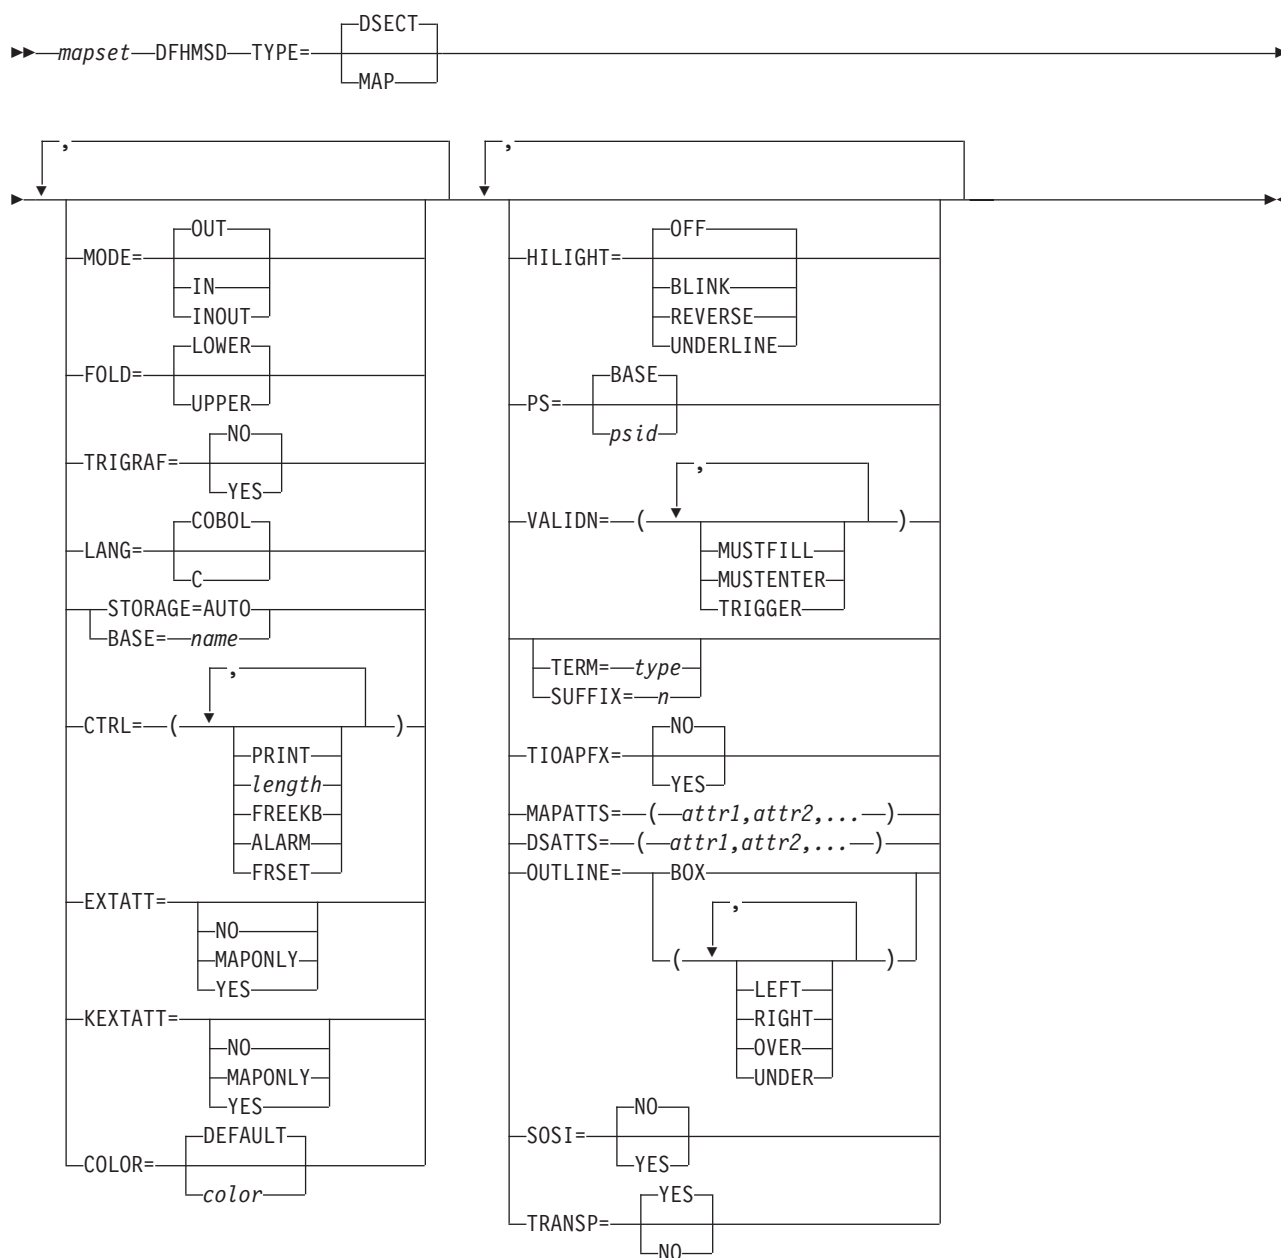 DSECT
mapset DFHMSD TYPE=
MAP
,
MODE= OUT
IN
INOUT
FOLD= LOWER
UPPER
TRIGRAF= NO
YES
LANG= COBOL
C
STORAGE=AUTO
BASE= name
,
CTRL= ( )
PRINT
length
FREEKB
ALARM
FRSET
EXTATT=
NO
MAPONLY
YES
KEXTATT=
NO
MAPONLY
YES
COLOR= DEFAULT
color
,
HILIGHT= OFF
BLINK
REVERSE
UNDERLINE
PS= BASE
psid
,
VALIDN= ( )
MUSTFILL
MUSTENTER
TRIGGER
TERM= type
SUFFIX= n
TIOAPFX= NO
YES
MAPATTS= ( attr1,attr2,... )
DSATTS= ( attr1,attr2,... )
OUTLINE= BOX
,
( )
LEFT
RIGHT
OVER
UNDER
SOSI= NO
YES
TRANSP= YES
NO